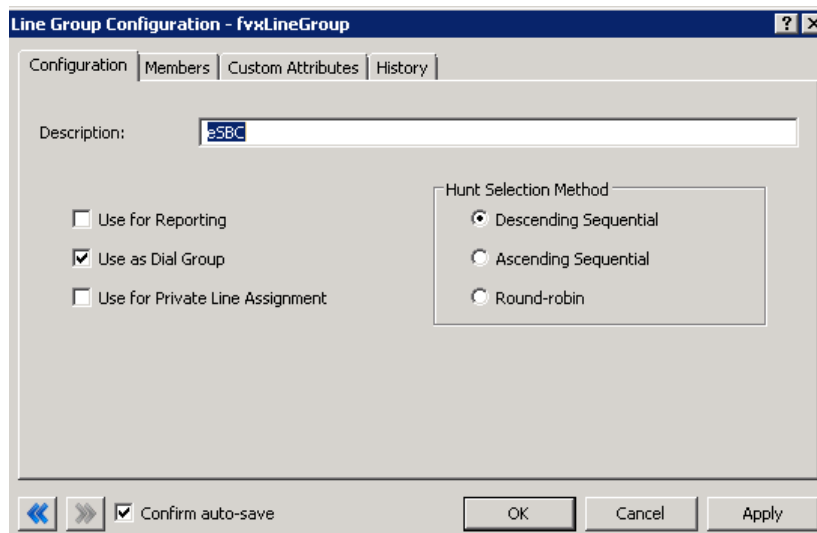 Line Group Configuration - fvxLineGroup
Configuration Members Custom Attributes History
Description: eSBC
Hunt Selection Method
Use for Reporting Descending Sequential
Use as Dial Group Ascending Sequential
Use for Private Line Assignment Round-robin
Confirm auto-save OK Cancel Apply